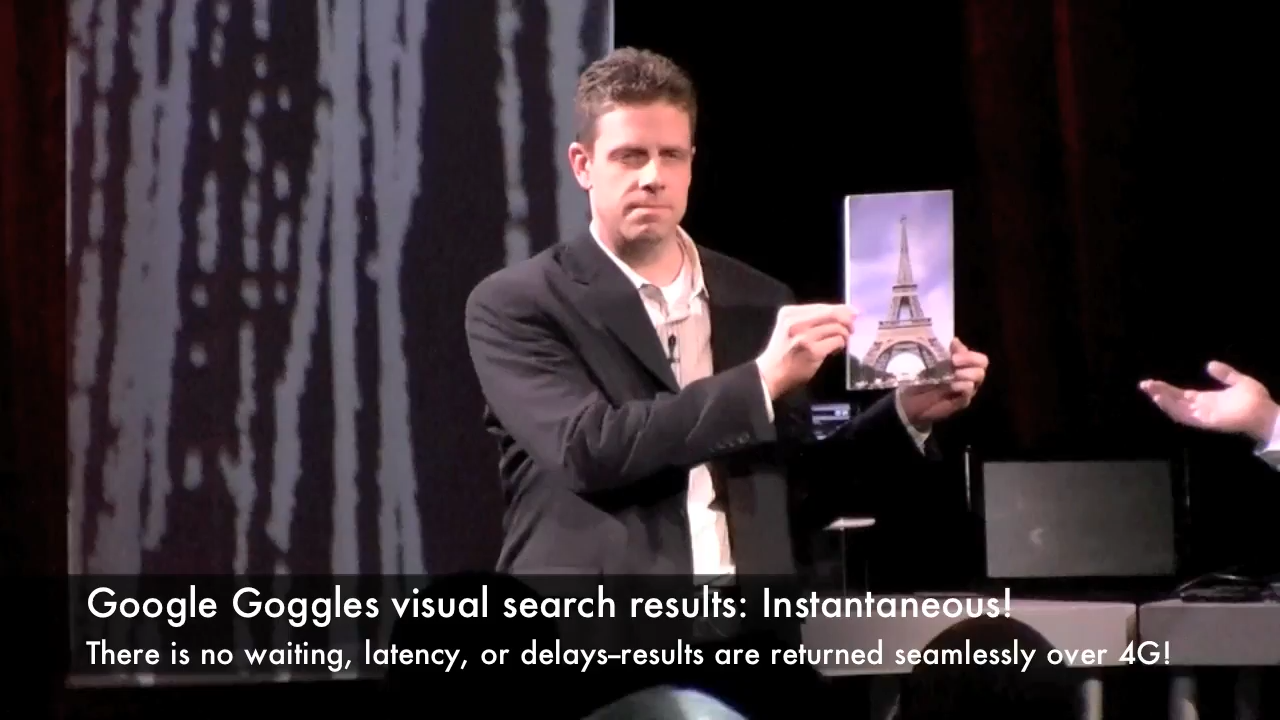 Google Goggles visual search results: Instantaneous!
There is no waiting, latency, or delays–results are returned seamlessly over 4G!